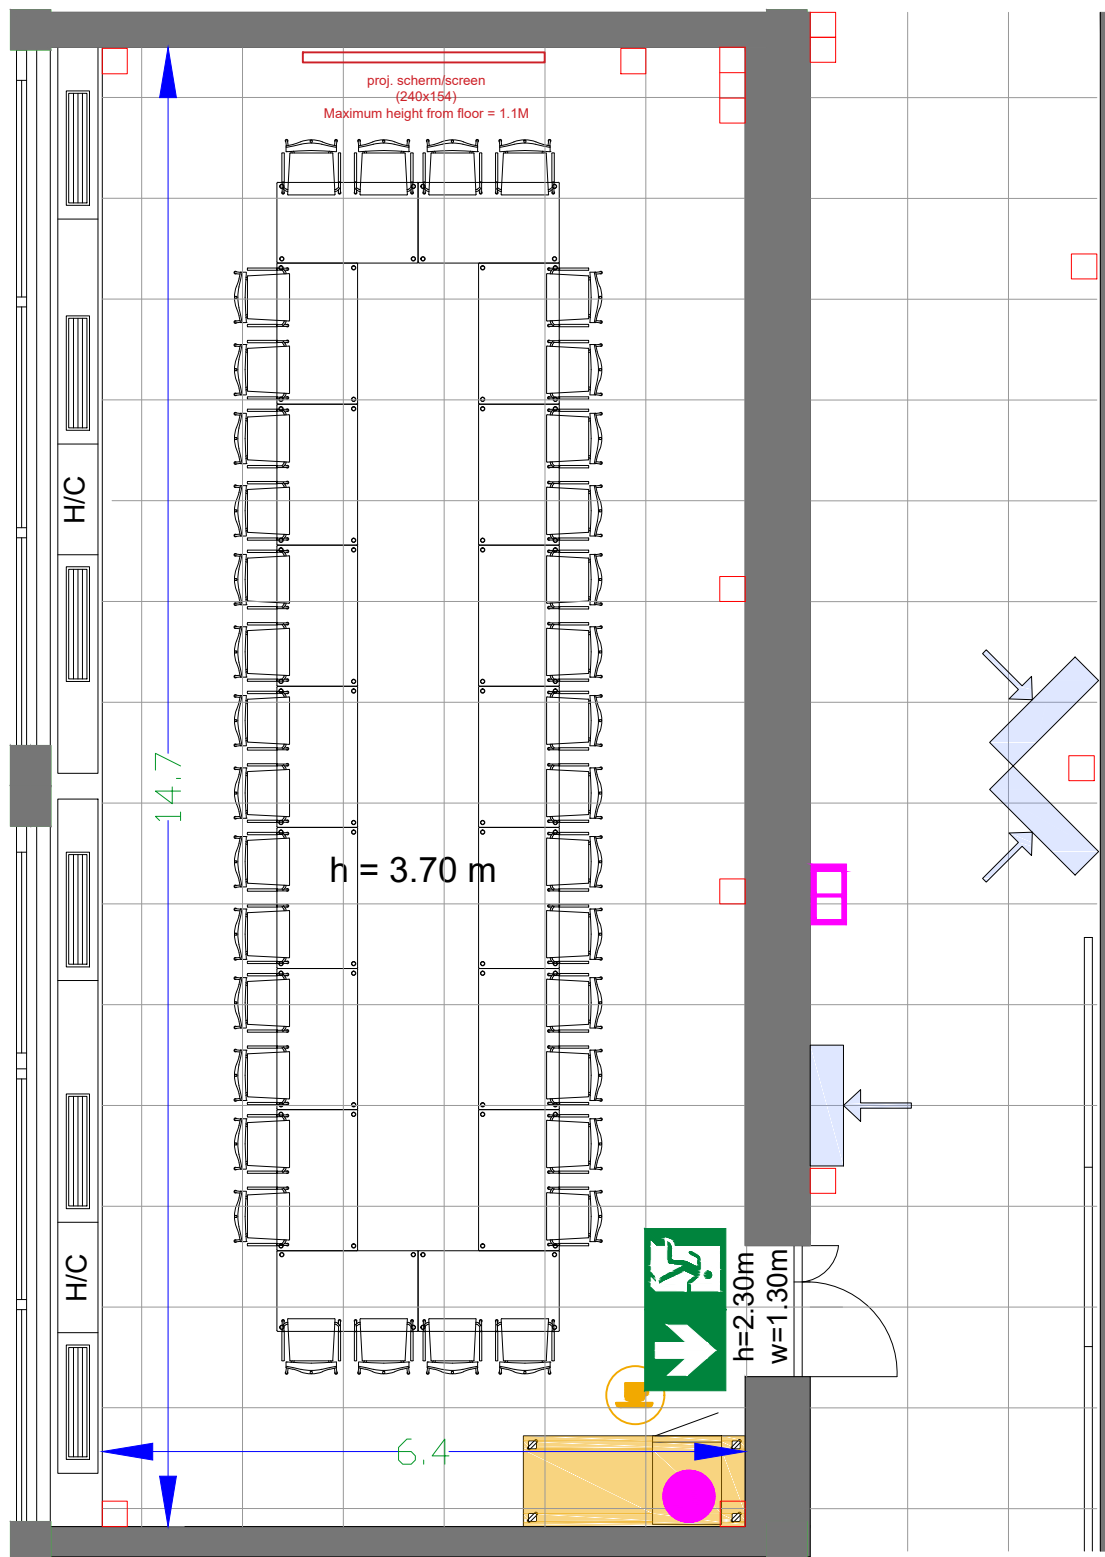 proj. scherm/screen
(240x154)
Maximum height from floor = 1.1M
H/C
14,7
h = 3.70 m
H/C
h=2.30m
w=1.30m
6,4